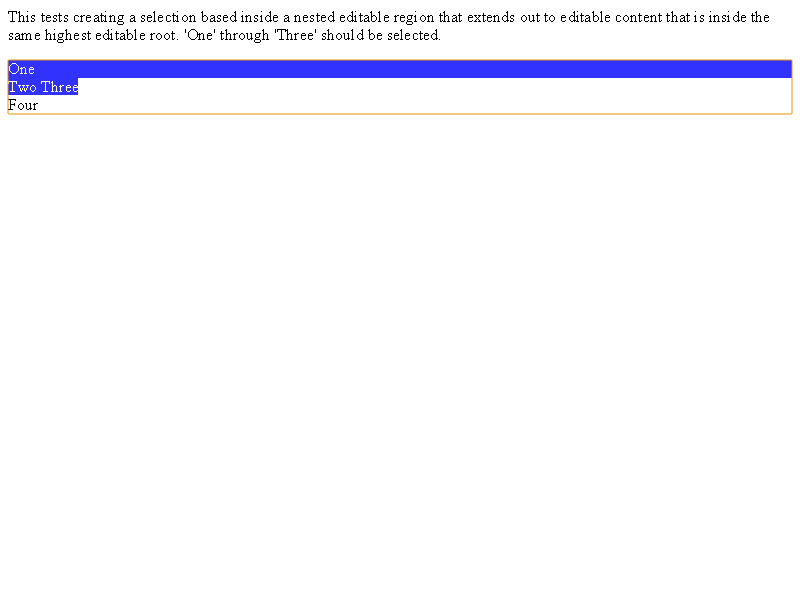 This tests creating a selection based inside a nested editable region that extends out to editable content that is inside the
same highest editable root. 'One' through 'Three' should be selected.
One
Two Three
Four